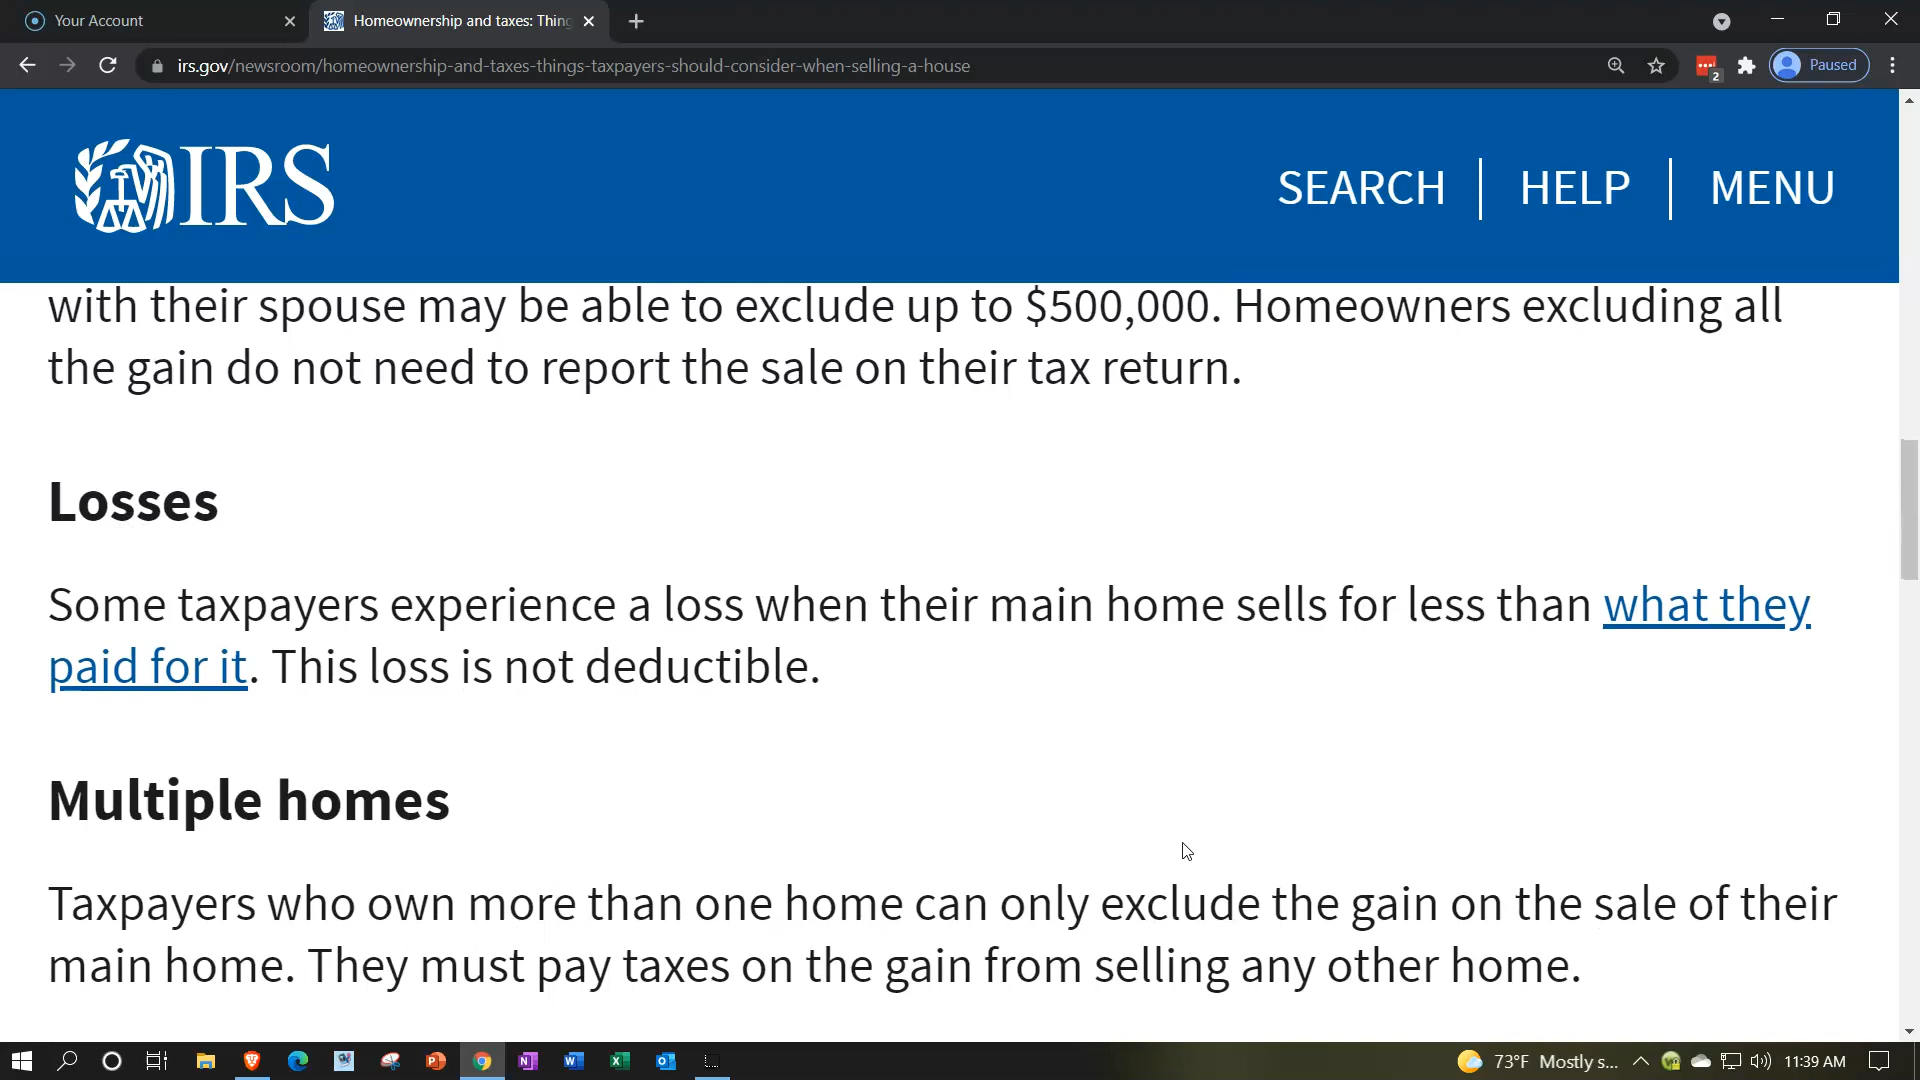 Your Account
Homeownership and taxes: Thing
irs.gov/newsroom/homeownership-and-taxes-things-taxpayers-should-consider-when-selling-a-house
2
Paused
IRS
SEARCH
HELP
MENU
with their spouse may be able to exclude up to $500,000. Homeowners excluding all
the gain do not need to report the sale on their tax return.
Losses
Some taxpayers experience a loss when their main home sells for less than what they
paid for it. This loss is not deductible.
Multiple homes
Taxpayers who own more than one home can only exclude the gain on the sale of their
main home. They must pay taxes on the gain from selling any other home.
73°F Mostly s...
11:39 AM